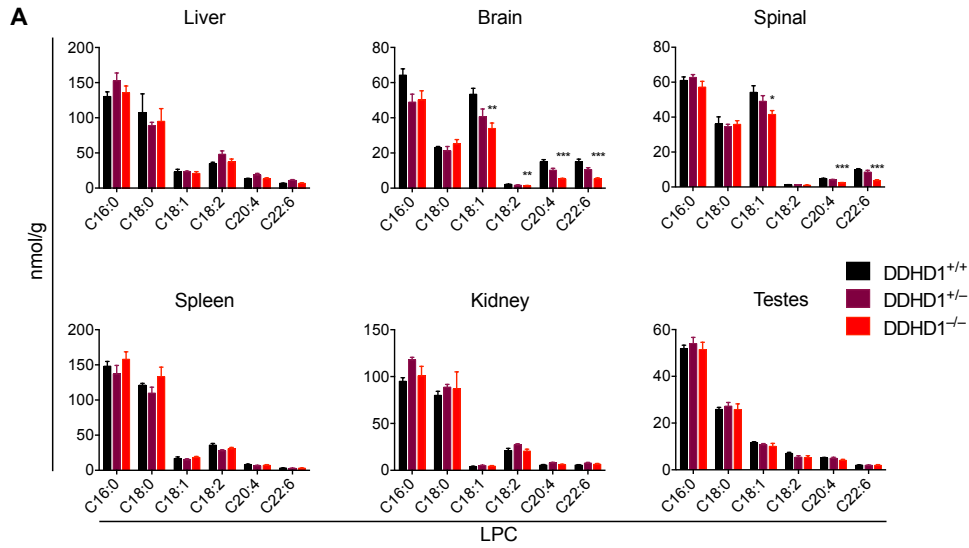 A
Liver
Brain
Spinal
200
150
100
50
0
C16:0
C18:0
C18:1
C18:2
C20:4
C22:6
80
60
40
20
0
**
**
***
***
C16:0
C18:0
C18:1
C18:2
C20:4
C22:6
80
60
40
20
0
*
***
***
C16:0
C18:0
C18:1
C18:2
C20:4
C22:6
nmol/g
DDHD1+/+
DDHD1+/–
DDHD1–/–
Spleen
Kidney
Testes
200
150
100
50
0
C16:0
C18:0
C18:1
C18:2
C20:4
C22:6
150
100
50
0
C16:0
C18:0
C18:1
C18:2
C20:4
C22:6
60
40
20
0
C16:0
C18:0
C18:1
C18:2
C20:4
C22:6
LPC